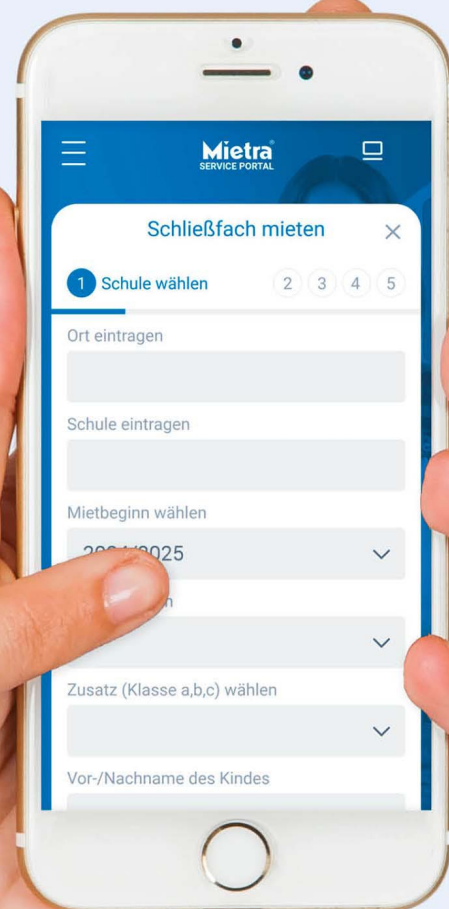 Mietra
SERVICE PORTAL
Schließfach mieten
1 Schule wählen 2 3 4 5
Ort eintragen
Schule eintragen
Mietbeginn wählen
Zusatz (Klasse a,b,c) wählen
Vor-/Nachname des Kindes